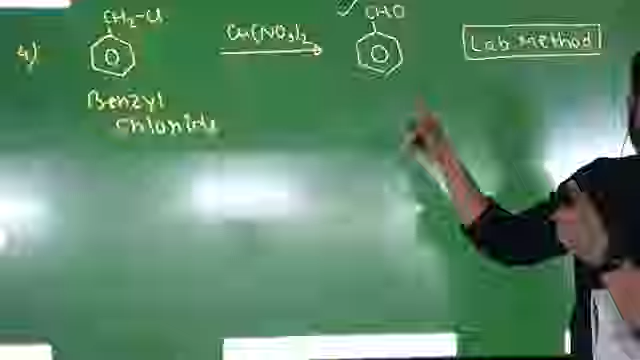 4)
CH₂-Cl
Benzyl
chloride
Cu(NO₃)₂
CHO
Lab Method